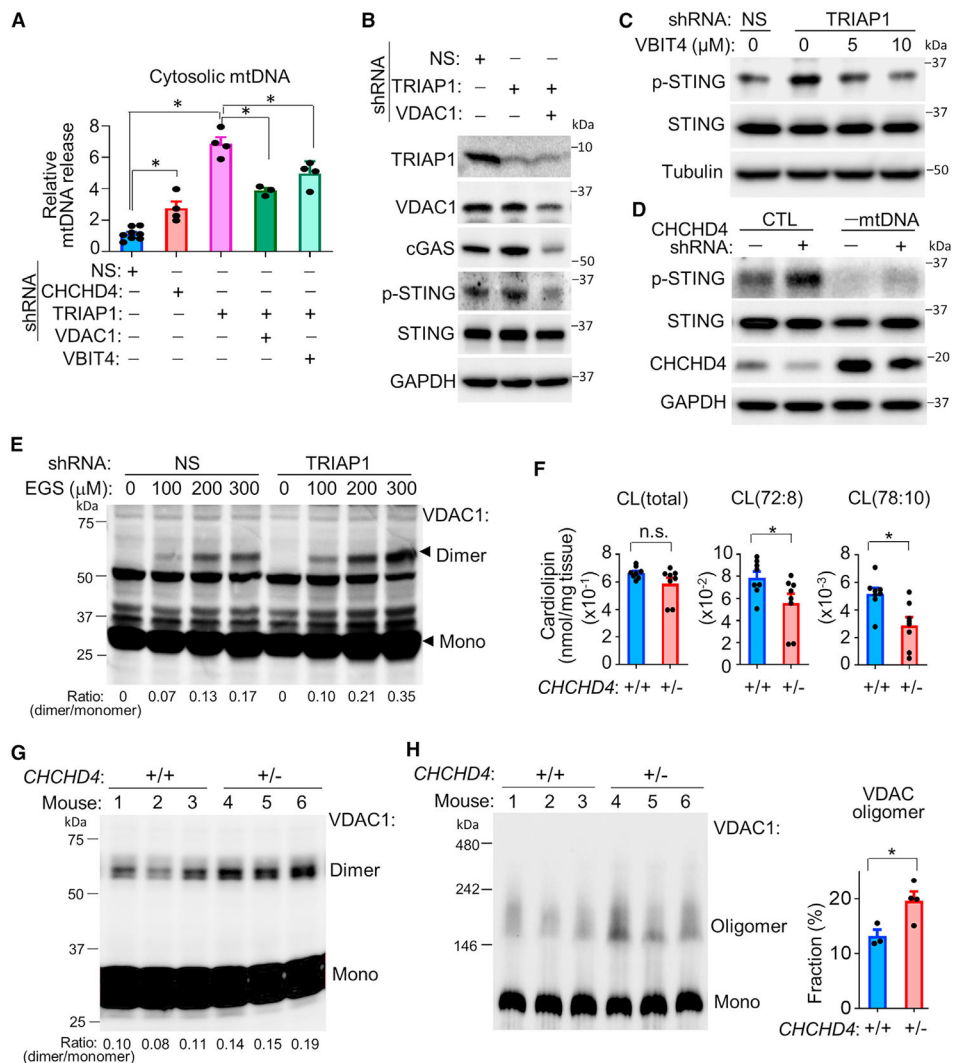 A
Cytosolic mtDNA
*
*
*
*
Relative
mtDNA release
8
6
4
2
0
shRNA
NS: + – – – –
CHCHD4: – + – – –
TRIAP1: – – + + +
VDAC1: – – – + –
VBIT4: – – – – +
B
shRNA
NS: + – –
TRIAP1: – + +
VDAC1: – – +
kDa
TRIAP1 –10
VDAC1 –37
cGAS –50
p-STING –37
STING –37
GAPDH –37
C
shRNA: NS TRIAP1
VBIT4 (μM): 0 0 5 10 kDa
p-STING –37
STING –37
Tubulin –50
D
CHCHD4 CTL –mtDNA
shRNA: – + – + kDa
p-STING –37
STING –37
CHCHD4 –20
GAPDH –37
E
shRNA: NS TRIAP1
EGS (μM): 0 100 200 300 0 100 200 300
kDa
VDAC1:
75
Dimer
50
37
Mono
25
Ratio: 0 0.07 0.13 0.17 0 0.10 0.21 0.35
(dimer/monomer)
F
CL(total) CL(72:8) CL(78:10)
n.s. * *
Cardiolipin
(nmol/mg tissue)
(x10⁻¹)
8
6
4
2
0
(x10⁻²)
10
8
6
4
2
0
(x10⁻³)
8
6
4
2
0
CHCHD4: +/+ +/- +/+ +/- +/+ +/-
G
CHCHD4: +/+ +/-
Mouse: 1 2 3 4 5 6
kDa
VDAC1:
75
Dimer
50
37
Mono
25
Ratio: 0.10 0.08 0.11 0.14 0.15 0.19
(dimer/monomer)
H
CHCHD4: +/+ +/-
Mouse: 1 2 3 4 5 6
kDa
VDAC1:
480
242
Oligomer
146
Mono
VDAC
oligomer
*
Fraction (%)
20
10
0
CHCHD4: +/+ +/-